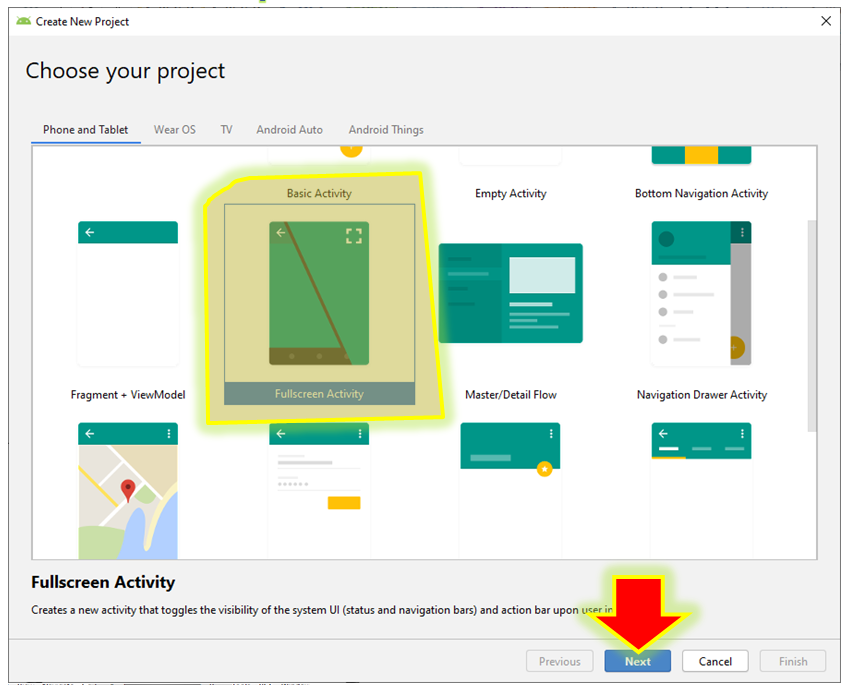 Create New Project
Choose your project
Phone and Tablet
Wear OS
TV
Android Auto
Android Things
Basic Activity
Empty Activity
Bottom Navigation Activity
Fragment + ViewModel
Fullscreen Activity
Master/Detail Flow
Navigation Drawer Activity
Fullscreen Activity
Creates a new activity that toggles the visibility of the system UI (status and navigation bars) and action bar upon user
Previous
Next
Cancel
Finish